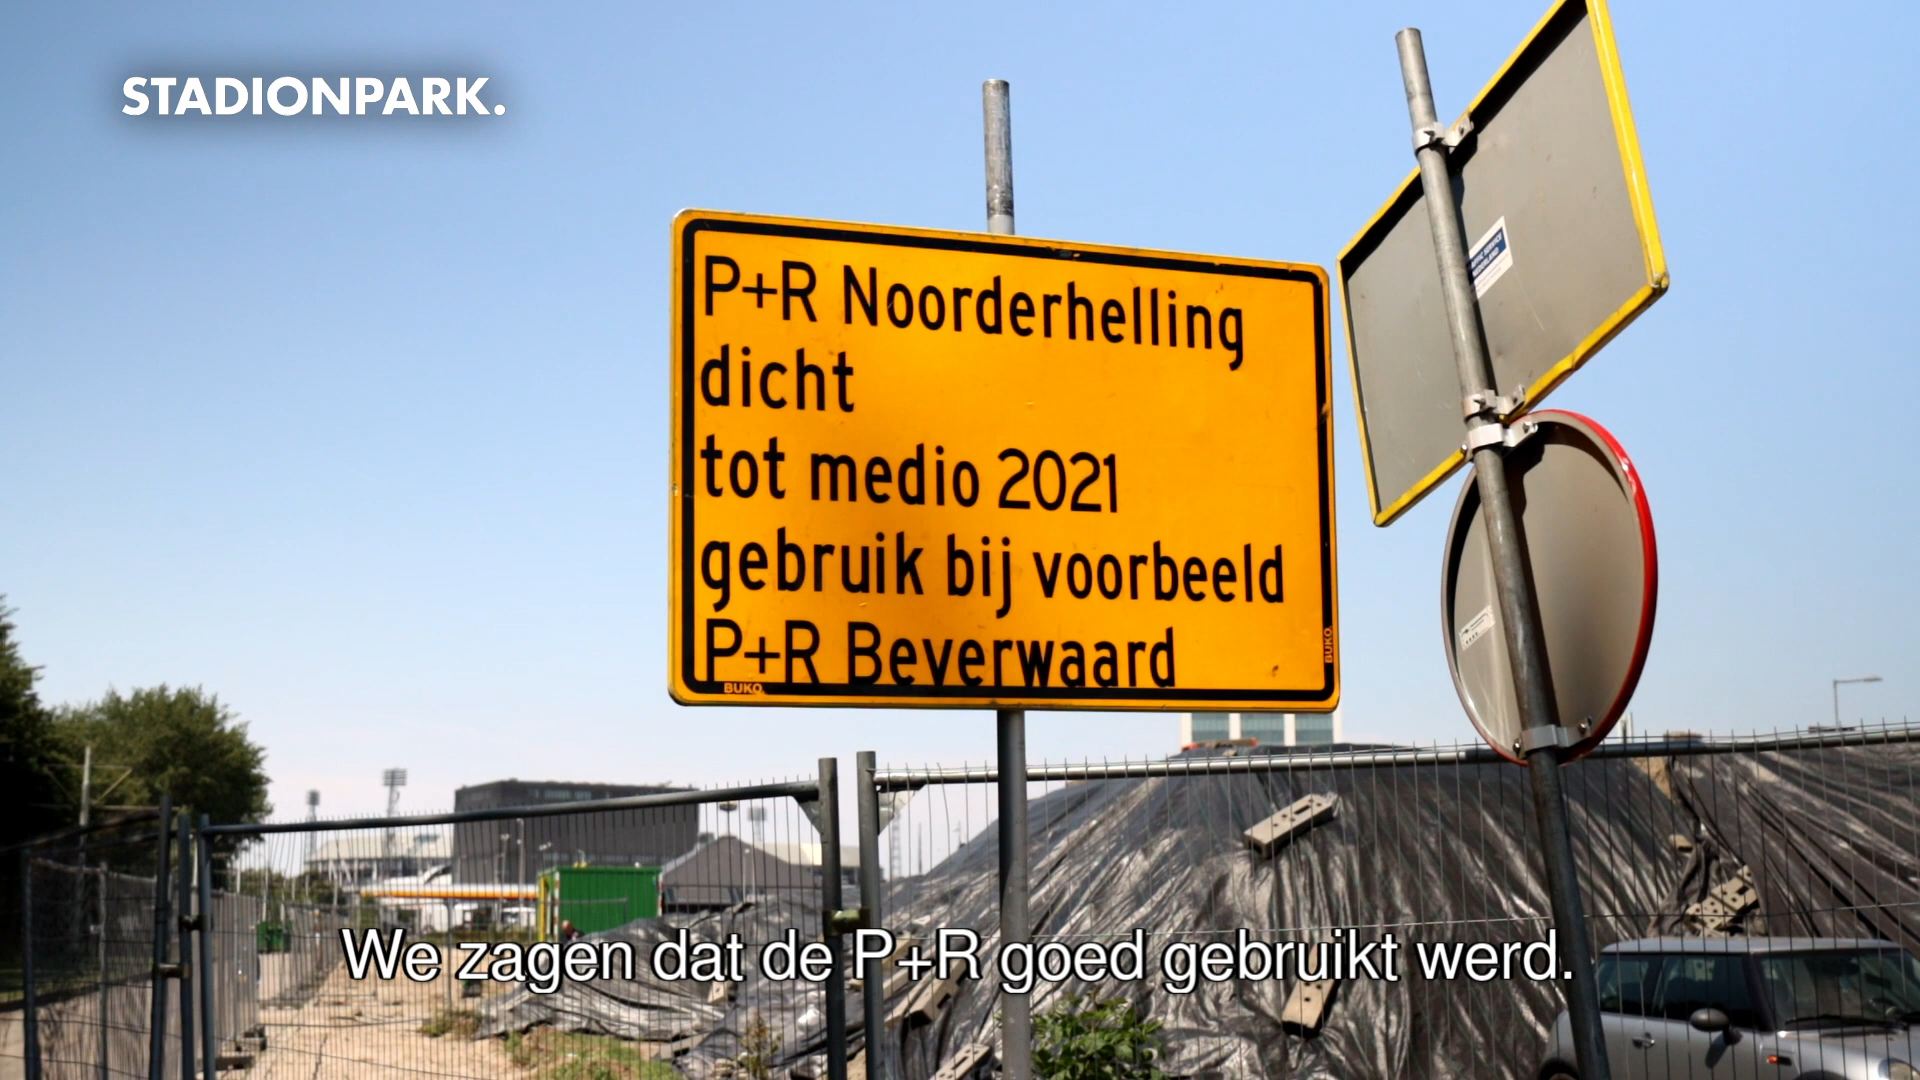 STADIONPARK.
P+R Noorderhelling
dicht
tot medio 2021
gebruik bij voorbeeld
P+R Beverwaard
BUKO
BUKO
We zagen dat de P+R goed gebruikt werd.